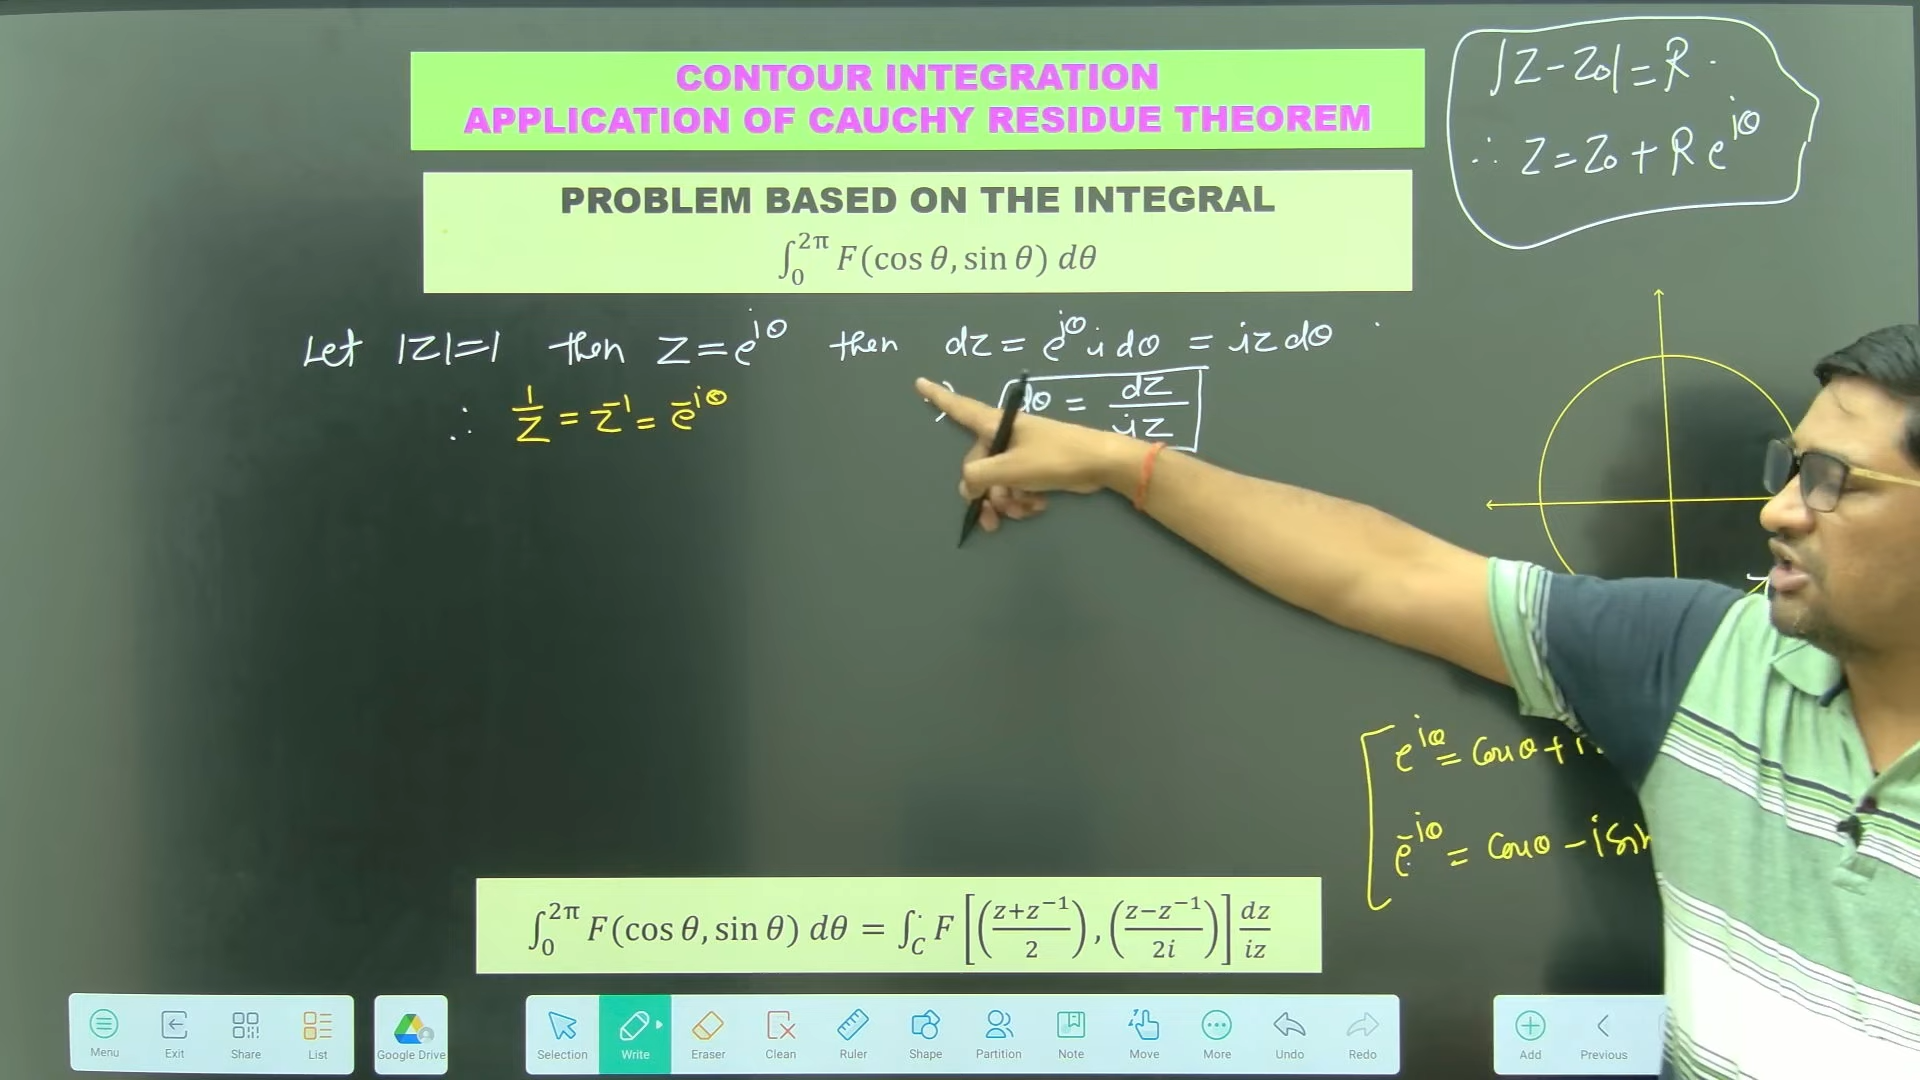 CONTOUR INTEGRATION
APPLICATION OF CAUCHY RESIDUE THEOREM
PROBLEM BASED ON THE INTEGRAL
∫₀^{2π} F(cos θ, sin θ) dθ
|z-z₀|=R.
∴ z=z₀+Re^{iθ}
Let |z|=1 then z=e^{iθ} then dz = e^{iθ} i dθ = iz dθ
∴ 1/z = z⁻¹ = e^{-iθ}
dθ = dz/iz
e^{iθ} = cosθ + i
e^{-iθ} = cosθ - i sin
∫₀^{2π} F(cos θ, sin θ) dθ = ∫_C F[((z+z⁻¹)/2), ((z−z⁻¹)/2i)] dz/iz
Menu Exit Share List Google Drive Selection Write Eraser Clean Ruler Shape Partition Note Move More Undo Redo Add Previous